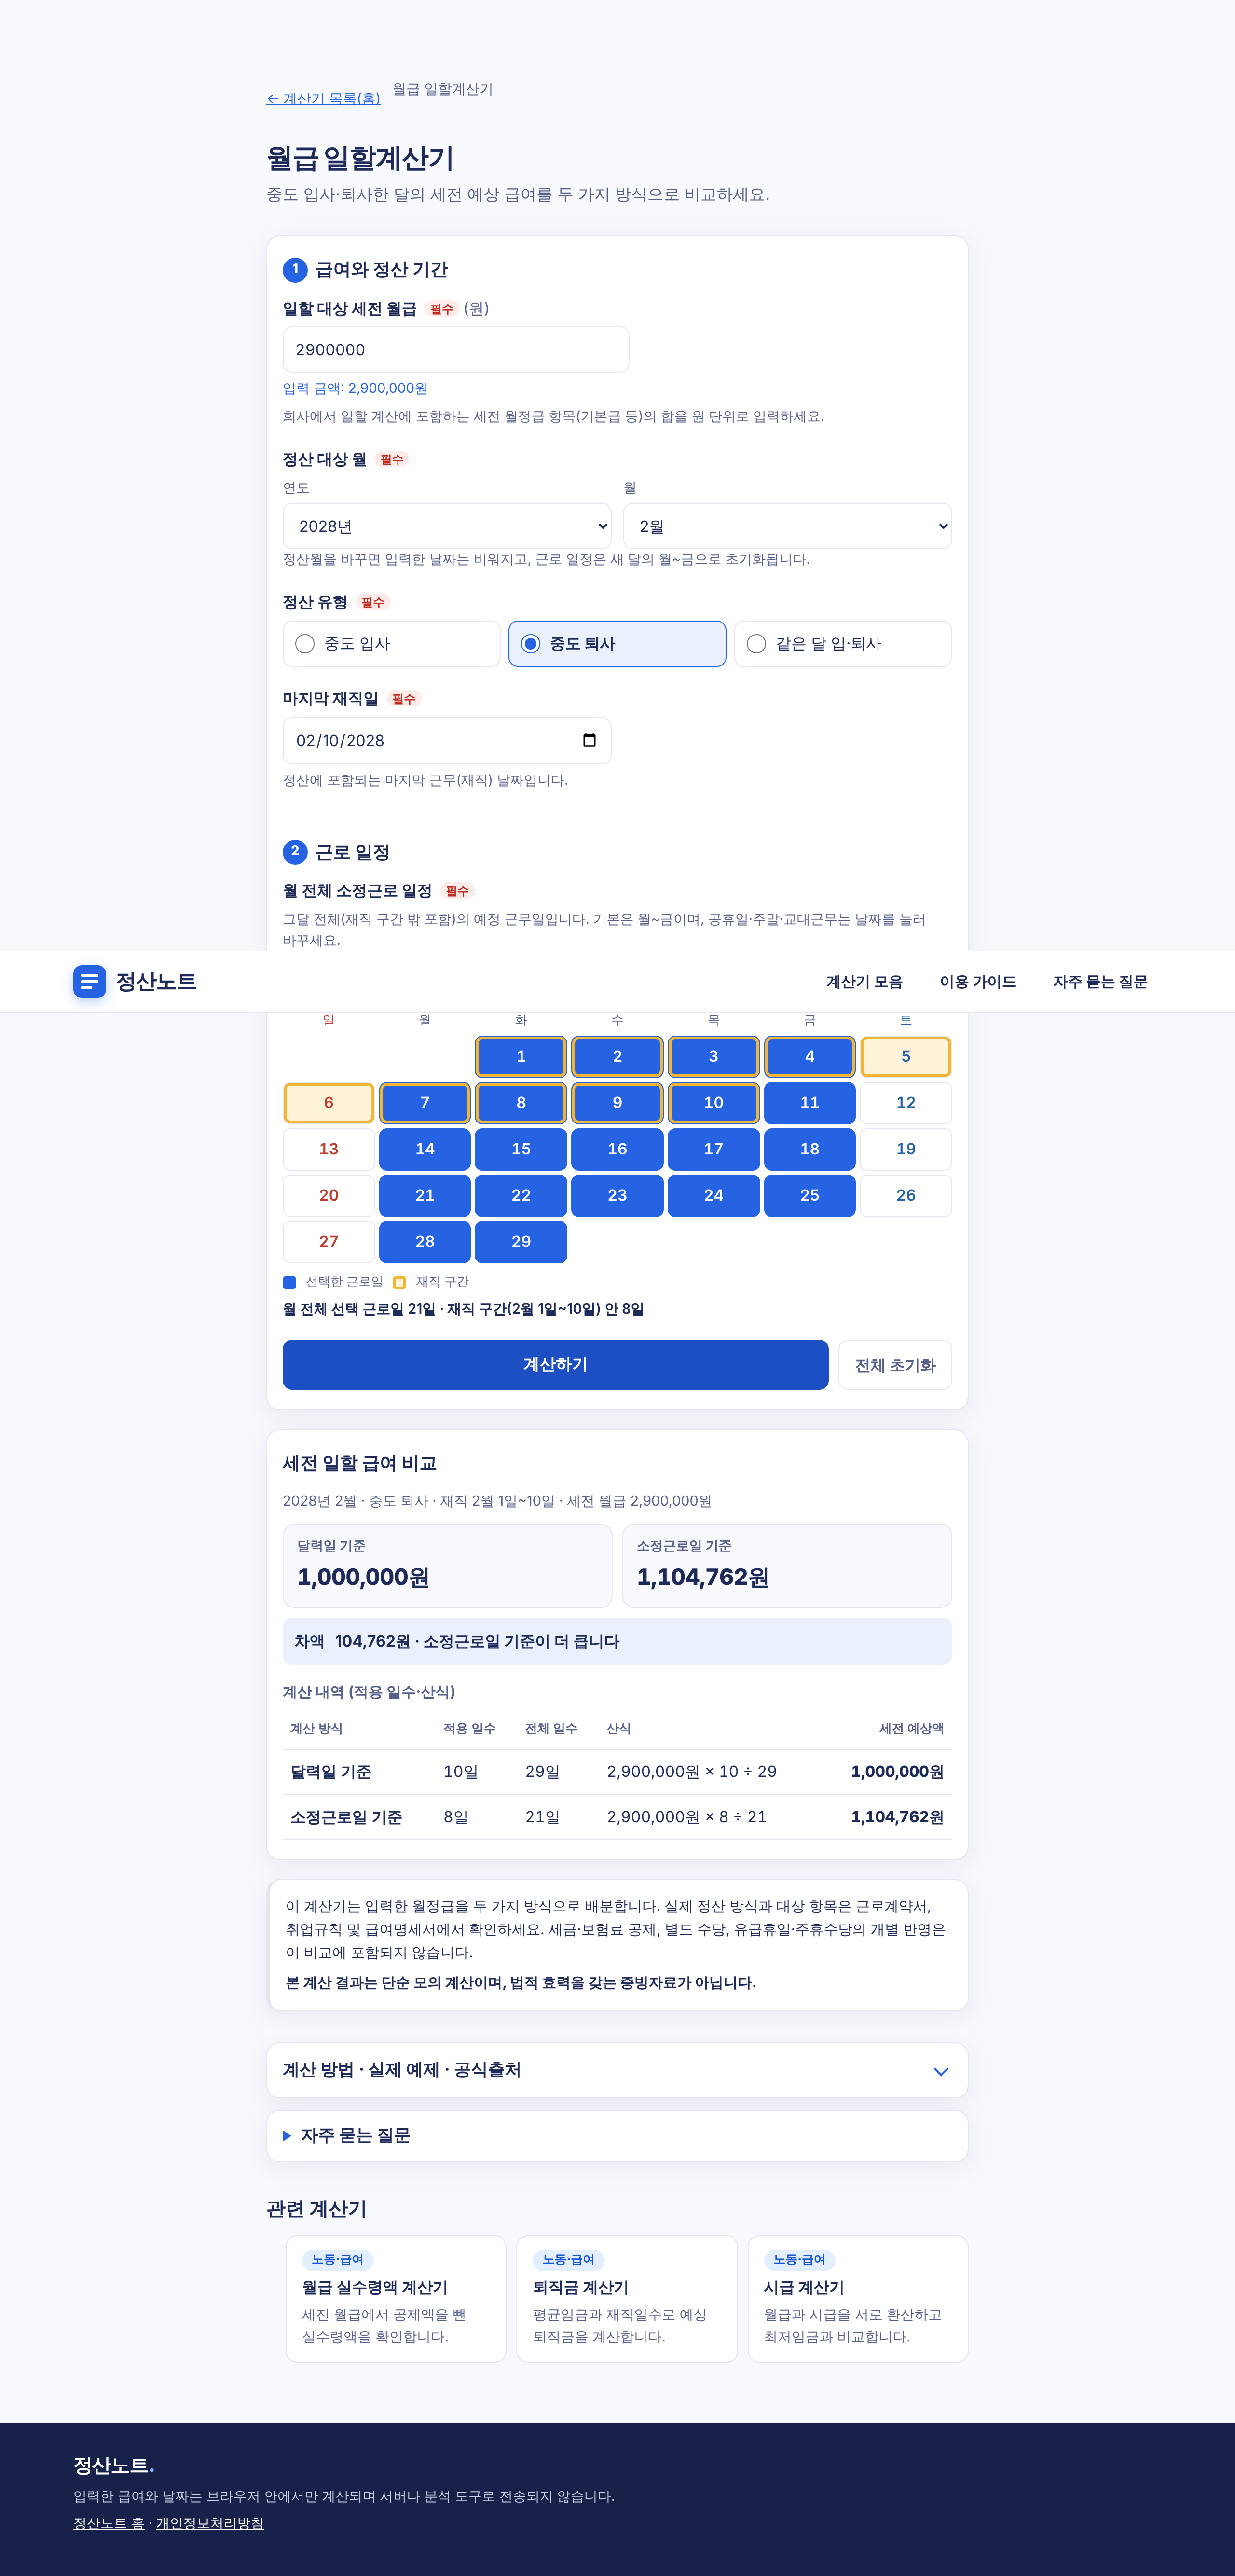 ← 계산기 목록(홈) 월급 일할계산기
월급 일할계산기
중도 입사·퇴사한 달의 세전 예상 급여를 두 가지 방식으로 비교하세요.
1 급여와 정산 기간
일할 대상 세전 월급 필수 (원)
2900000
입력 금액: 2,900,000원
회사에서 일할 계산에 포함하는 세전 월정급 항목(기본급 등)의 합을 원 단위로 입력하세요.
정산 대상 월 필수
연도 월
2028년 2월
정산월을 바꾸면 입력한 날짜는 비워지고, 근로 일정은 새 달의 월~금으로 초기화됩니다.
정산 유형 필수
중도 입사 중도 퇴사 같은 달 입·퇴사
마지막 재직일 필수
02/10/2028
정산에 포함되는 마지막 근무(재직) 날짜입니다.
2 근로 일정
월 전체 소정근로 일정 필수
그달 전체(재직 구간 밖 포함)의 예정 근무일입니다. 기본은 월~금이며, 공휴일·주말·교대근무는 날짜를 눌러
바꾸세요.
정산노트 계산기 모음 이용 가이드 자주 묻는 질문
일 월 화 수 목 금 토
1 2 3 4 5
6 7 8 9 10 11 12
13 14 15 16 17 18 19
20 21 22 23 24 25 26
27 28 29
선택한 근로일 재직 구간
월 전체 선택 근로일 21일 · 재직 구간(2월 1일~10일) 안 8일
계산하기 전체 초기화
세전 일할 급여 비교
2028년 2월 · 중도 퇴사 · 재직 2월 1일~10일 · 세전 월급 2,900,000원
달력일 기준 소정근로일 기준
1,000,000원 1,104,762원
차액 104,762원 · 소정근로일 기준이 더 큽니다
계산 내역 (적용 일수·산식)
계산 방식 적용 일수 전체 일수 산식 세전 예상액
달력일 기준 10일 29일 2,900,000원 × 10 ÷ 29 1,000,000원
소정근로일 기준 8일 21일 2,900,000원 × 8 ÷ 21 1,104,762원
이 계산기는 입력한 월정급을 두 가지 방식으로 배분합니다. 실제 정산 방식과 대상 항목은 근로계약서,
취업규칙 및 급여명세서에서 확인하세요. 세금·보험료 공제, 별도 수당, 유급휴일·주휴수당의 개별 반영은
이 비교에 포함되지 않습니다.
본 계산 결과는 단순 모의 계산이며, 법적 효력을 갖는 증빙자료가 아닙니다.
계산 방법 · 실제 예제 · 공식출처
자주 묻는 질문
관련 계산기
노동·급여 노동·급여 노동·급여
월급 실수령액 계산기 퇴직금 계산기 시급 계산기
세전 월급에서 공제액을 뺀 평균임금과 재직일수로 예상 월급과 시급을 서로 환산하고
실수령액을 확인합니다. 퇴직금을 계산합니다. 최저임금과 비교합니다.
정산노트.
입력한 급여와 날짜는 브라우저 안에서만 계산되며 서버나 분석 도구로 전송되지 않습니다.
정산노트 홈 · 개인정보처리방침